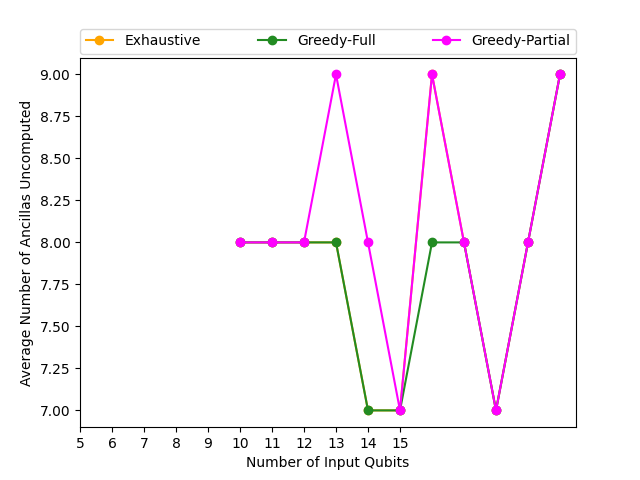 Exhaustive Greedy-Full Greedy-Partial
Average Number of Ancillas Uncomputed
9.00
8.75
8.50
8.25
8.00
7.75
7.50
7.25
7.00
5 6 7 8 9 10 11 12 13 14 15
Number of Input Qubits